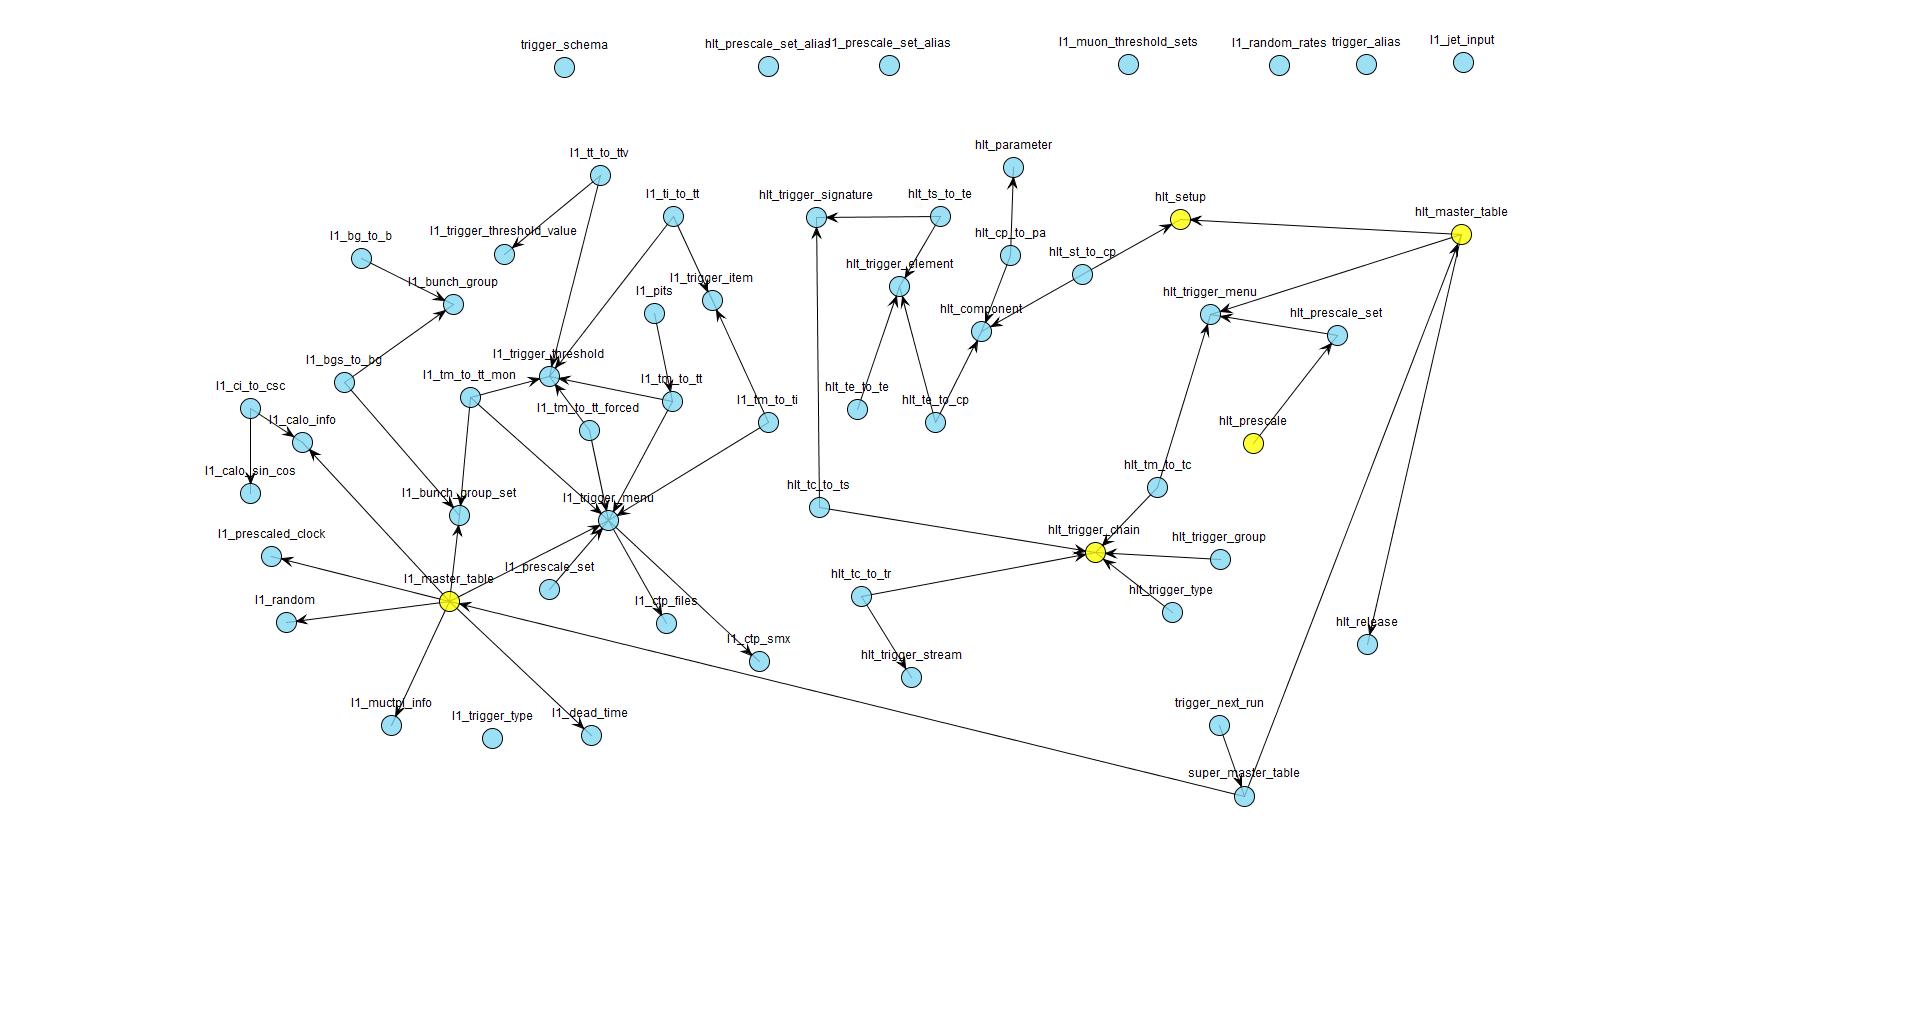 trigger_schema
hlt_prescale_set_alias
l1_prescale_set_alias
l1_muon_threshold_sets
l1_random_rates
trigger_alias
l1_jet_input
l1_tt_to_ttv
hlt_parameter
l1_ti_to_tt
hlt_trigger_signature
hlt_ts_to_te
hlt_setup
hlt_master_table
l1_bg_to_b
l1_trigger_threshold_value
hlt_cp_to_pa
hlt_st_to_cp
hlt_trigger_element
l1_bunch_group
l1_trigger_item
l1_pits
hlt_trigger_menu
hlt_component
hlt_prescale_set
l1_bgs_to_bg
l1_trigger_threshold
l1_tm_to_tt_mon
l1_tm_to_tt
l1_ci_to_csc
hlt_te_to_te
l1_tm_to_ti
hlt_te_to_cp
l1_tm_to_tt_forced
l1_calo_info
hlt_prescale
l1_calo_sin_cos
hlt_tm_to_tc
hlt_tc_to_ts
l1_bunch_group_set
l1_trigger_menu
l1_prescaled_clock
hlt_trigger_chain
hlt_trigger_group
l1_master_table
l1_prescale_set
hlt_tc_to_tr
hlt_trigger_type
l1_random
l1_ctp_files
hlt_release
l1_ctp_smx
hlt_trigger_stream
l1_muctpi_info
l1_trigger_type
l1_dead_time
trigger_next_run
super_master_table